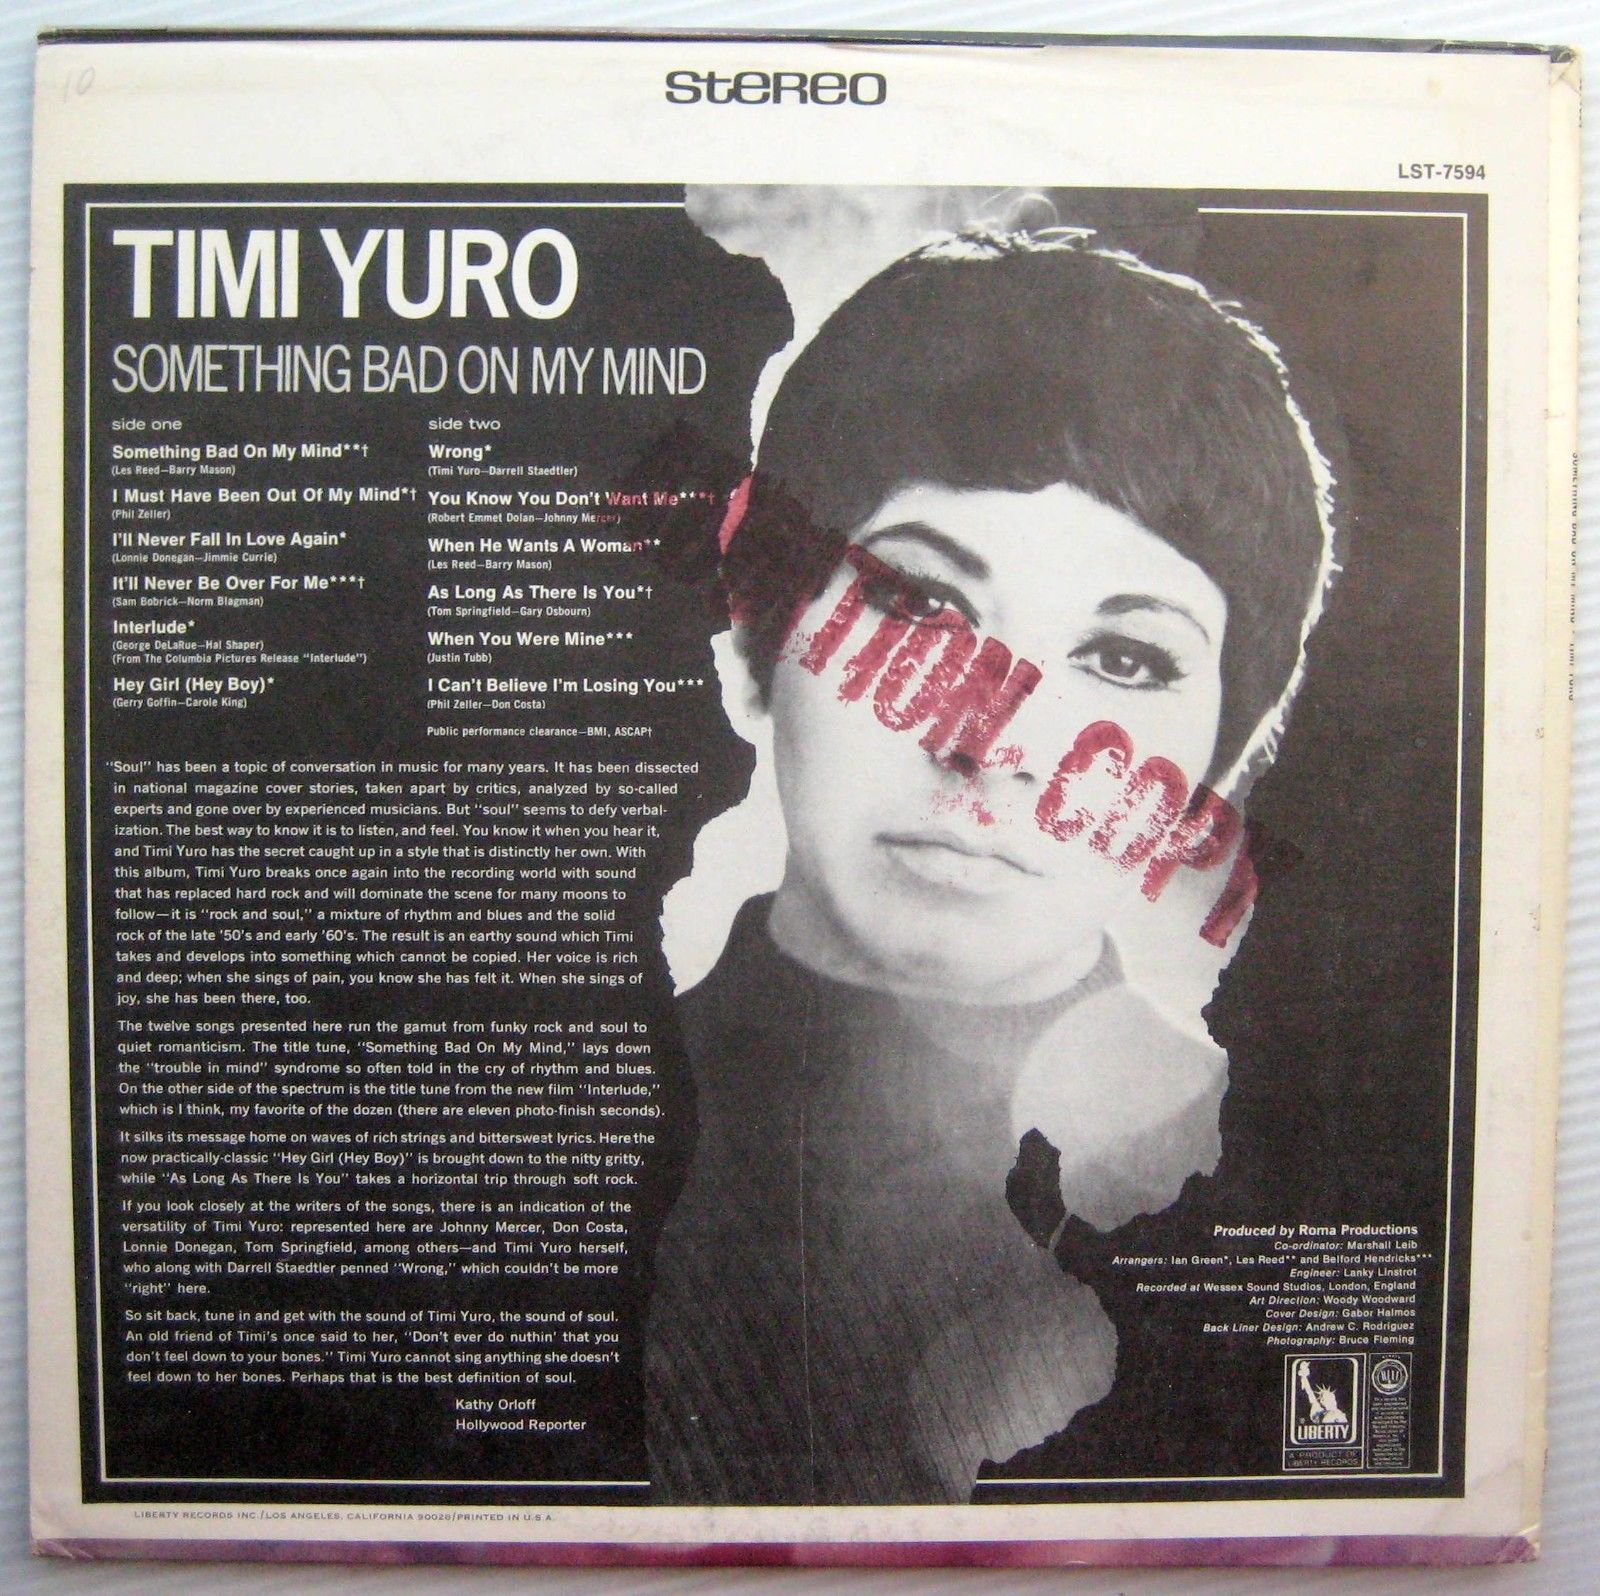 10
stereo
LST-7594
TIMI YURO
SOMETHING BAD ON MY MIND
side one
Something Bad On My Mind**†
(Les Reed—Barry Mason)
I Must Have Been Out Of My Mind*†
(Phil Zeller)
I'll Never Fall In Love Again*
(Lonnie Donegan—Jimmie Currie)
It'll Never Be Over For Me***†
(Sam Bobrick—Norm Blagman)
Interlude*
(George DeLaRue—Hal Shaper)
(From The Columbia Pictures Release "Interlude")
Hey Girl (Hey Boy)*
(Gerry Goffin—Carole King)
side two
Wrong*
(Timi Yuro—Darrell Staedtler)
You Know You Don't Want Me***†
(Robert Emmet Dolan—Johnny Mercer)
When He Wants A Woman**
(Les Reed—Barry Mason)
As Long As There Is You*†
(Tom Springfield—Gary Osbourn)
When You Were Mine***
(Justin Tubb)
I Can't Believe I'm Losing You***
(Phil Zeller—Don Costa)
Public performance clearance—BMI, ASCAP†
TION COPY
"Soul" has been a topic of conversation in music for many years. It has been dissected
in national magazine cover stories, taken apart by critics, analyzed by so-called
experts and gone over by experienced musicians. But "soul" seems to defy verbal-
ization. The best way to know it is to listen, and feel. You know it when you hear it,
and Timi Yuro has the secret caught up in a style that is distinctly her own. With
this album, Timi Yuro breaks once again into the recording world with sound
that has replaced hard rock and will dominate the scene for many moons to
follow—it is "rock and soul," a mixture of rhythm and blues and the solid
rock of the late '50's and early '60's. The result is an earthy sound which Timi
takes and develops into something which cannot be copied. Her voice is rich
and deep; when she sings of pain, you know she has felt it. When she sings of
joy, she has been there, too.
The twelve songs presented here run the gamut from funky rock and soul to
quiet romanticism. The title tune, "Something Bad On My Mind," lays down
the "trouble in mind" syndrome so often told in the cry of rhythm and blues.
On the other side of the spectrum is the title tune from the new film "Interlude,"
which is I think, my favorite of the dozen (there are eleven photo-finish seconds).
It silks its message home on waves of rich strings and bittersweet lyrics. Here the
now practically-classic "Hey Girl (Hey Boy)" is brought down to the nitty gritty,
while "As Long As There Is You" takes a horizontal trip through soft rock.
If you look closely at the writers of the songs, there is an indication of the
versatility of Timi Yuro: represented here are Johnny Mercer, Don Costa,
Lonnie Donegan, Tom Springfield, among others—and Timi Yuro herself,
who along with Darrell Staedtler penned "Wrong," which couldn't be more
"right" here.
So sit back, tune in and get with the sound of Timi Yuro, the sound of soul.
An old friend of Timi's once said to her, "Don't ever do nuthin' that you
don't feel down to your bones." Timi Yuro cannot sing anything she doesn't
feel down to her bones. Perhaps that is the best definition of soul.
Kathy Orloff
Hollywood Reporter
Produced by Roma Productions
Co-ordinator: Marshall Leib
Arrangers: Ian Green*, Les Reed** and Belford Hendricks***
Engineer: Lanky Linstrot
Recorded at Wessex Sound Studios, London, England
Art Direction: Woody Woodward
Cover Design: Gabor Halmos
Back Liner Design: Andrew C. Rodriguez
Photography: Bruce Fleming
LIBERTY
A PRODUCT OF
LIBERTY RECORDS
LIBERTY RECORDS INC./LOS ANGELES, CALIFORNIA 90028/PRINTED IN U.S.A.